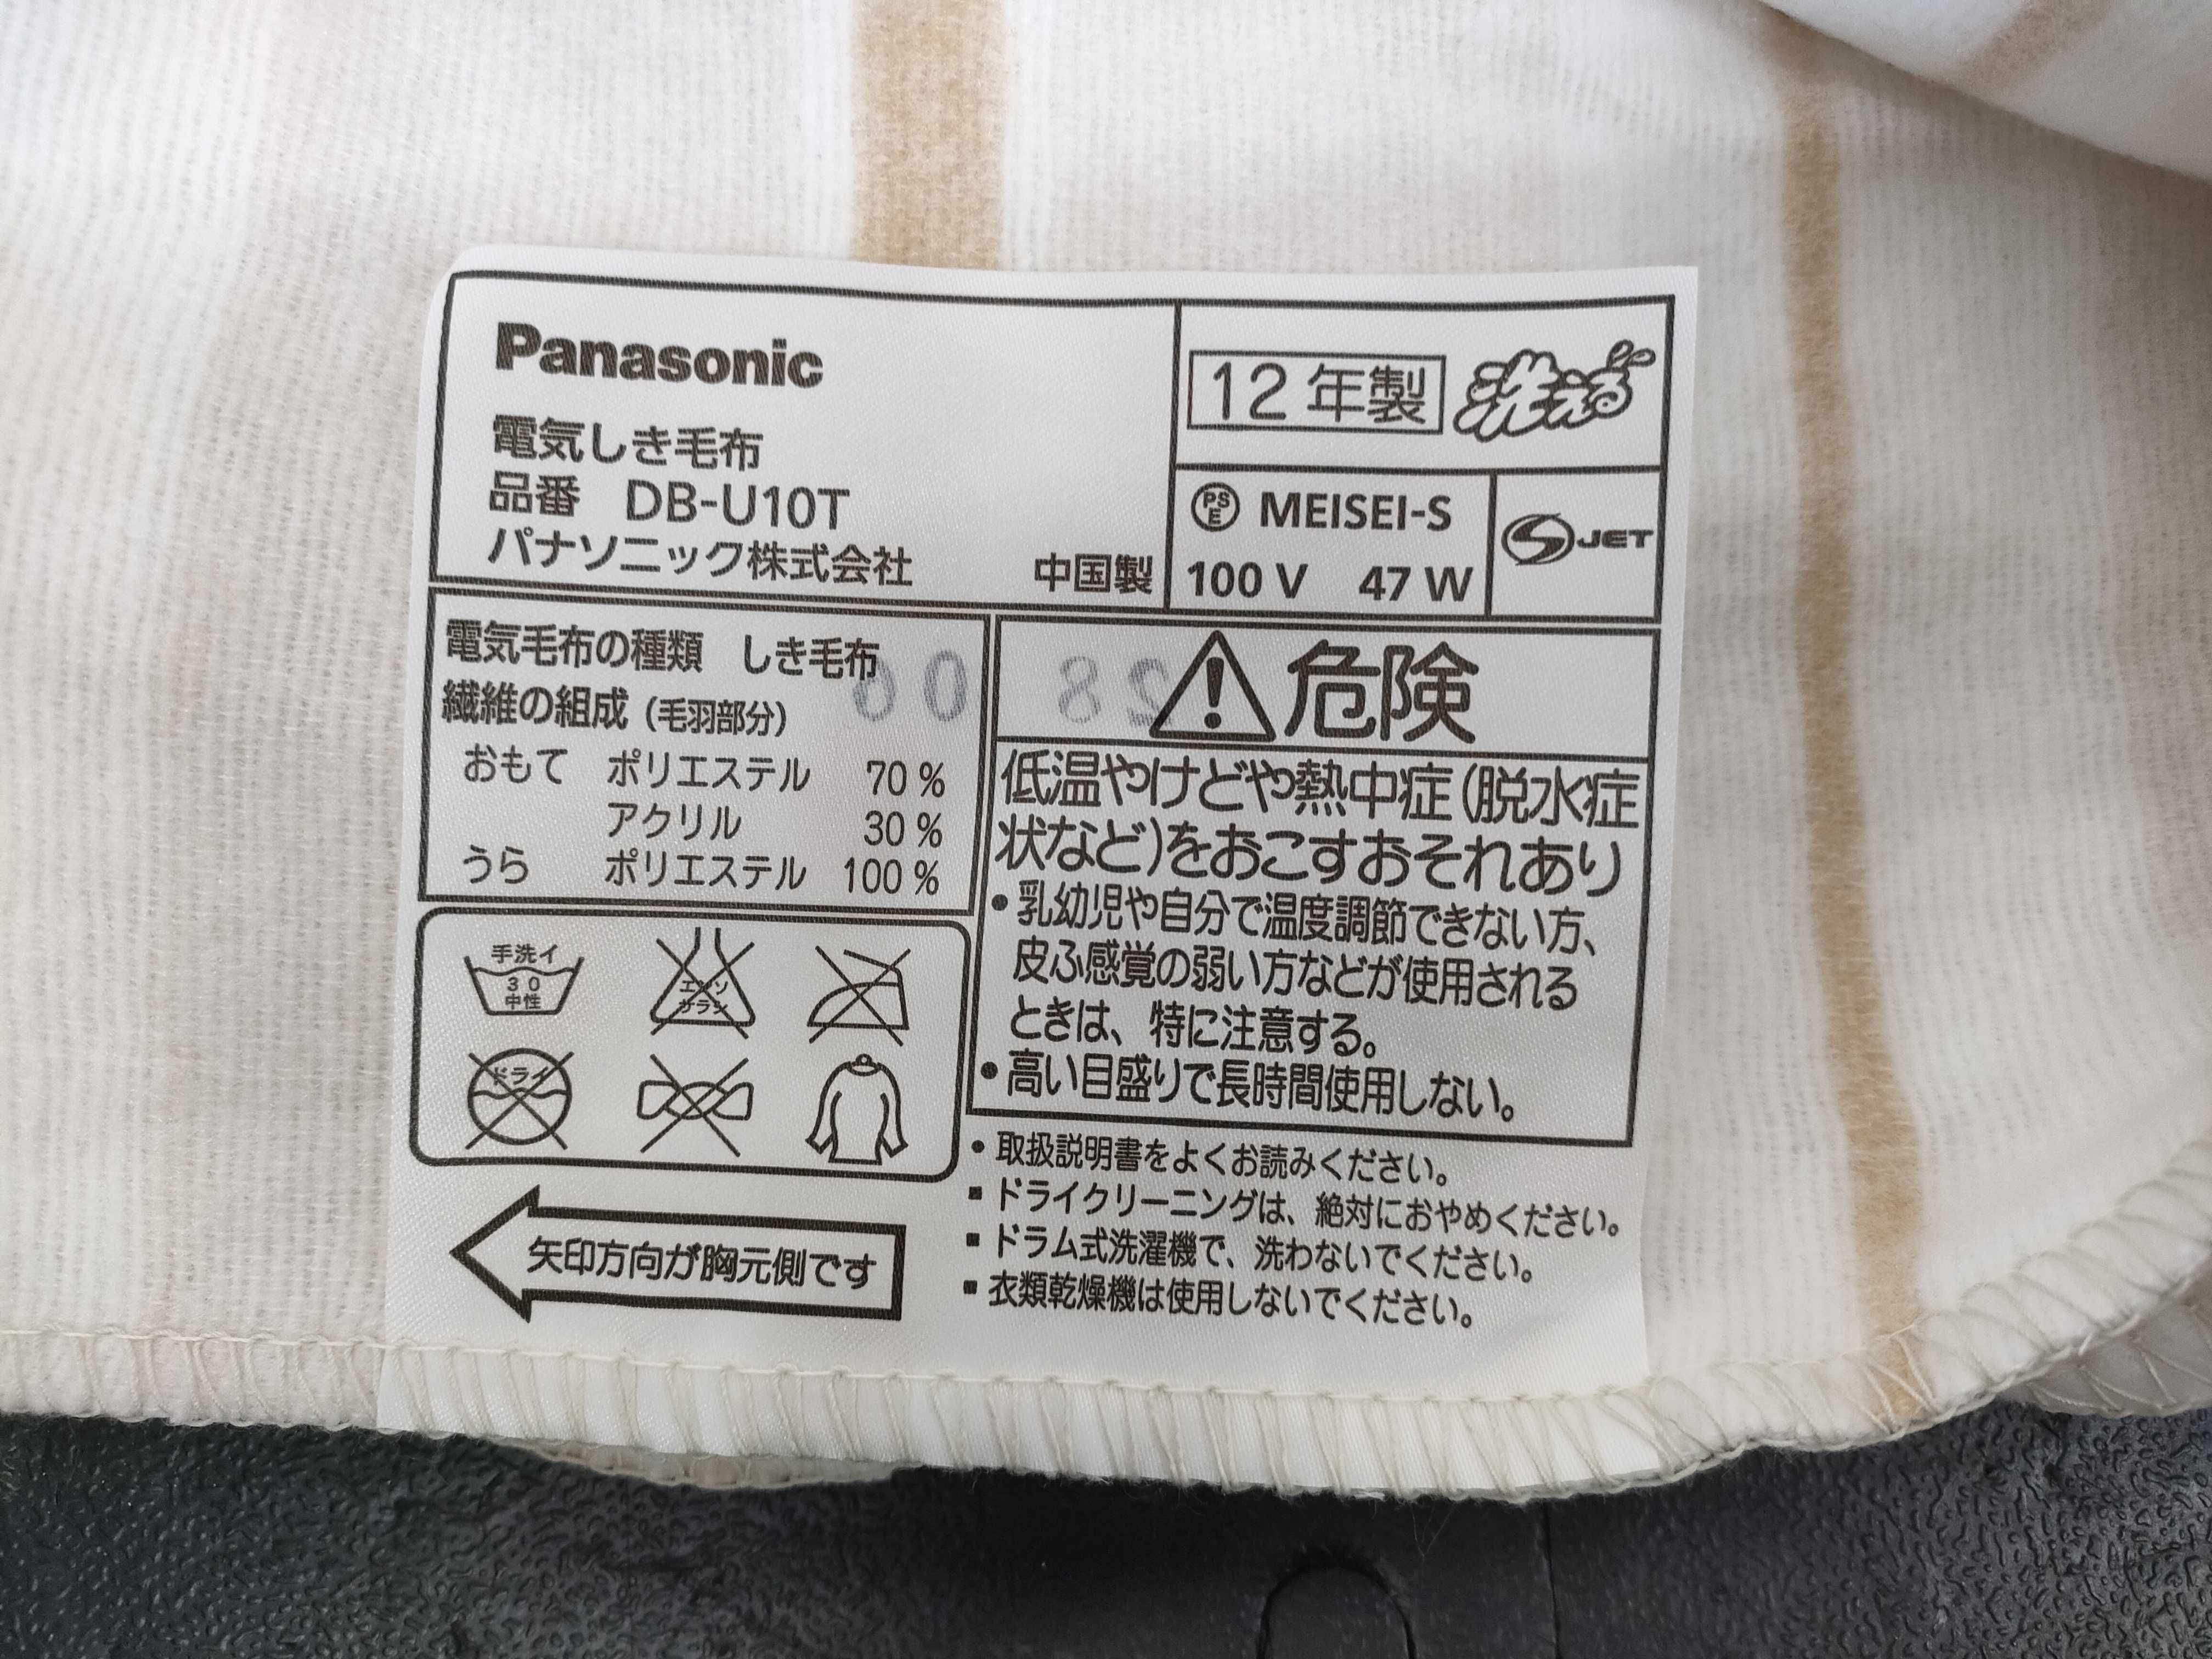 Panasonic
電気しき毛布
品番 DB-U10T
パナソニック株式会社 中国製
12年製 洗える
PSE MEISEI-S
100 V 47 W
S JET
電気毛布の種類 しき毛布
繊維の組成 (毛羽部分)
おもて ポリエステル 70 %
アクリル 30 %
うら ポリエステル 100 %
手洗イ
30
中性
エンソ
サラシ
ドライ
矢印方向が胸元側です
危険
低温やけどや熱中症(脱水症
状など)をおこすおそれあり
•乳幼児や自分で温度調節できない方、
皮ふ感覚の弱い方などが使用される
ときは、特に注意する。
•高い目盛りで長時間使用しない。
• 取扱説明書をよくお読みください。
▪ ドライクリーニングは、絶対におやめください。
▪ ドラム式洗濯機で、洗わないでください。
▪ 衣類乾燥機は使用しないでください。